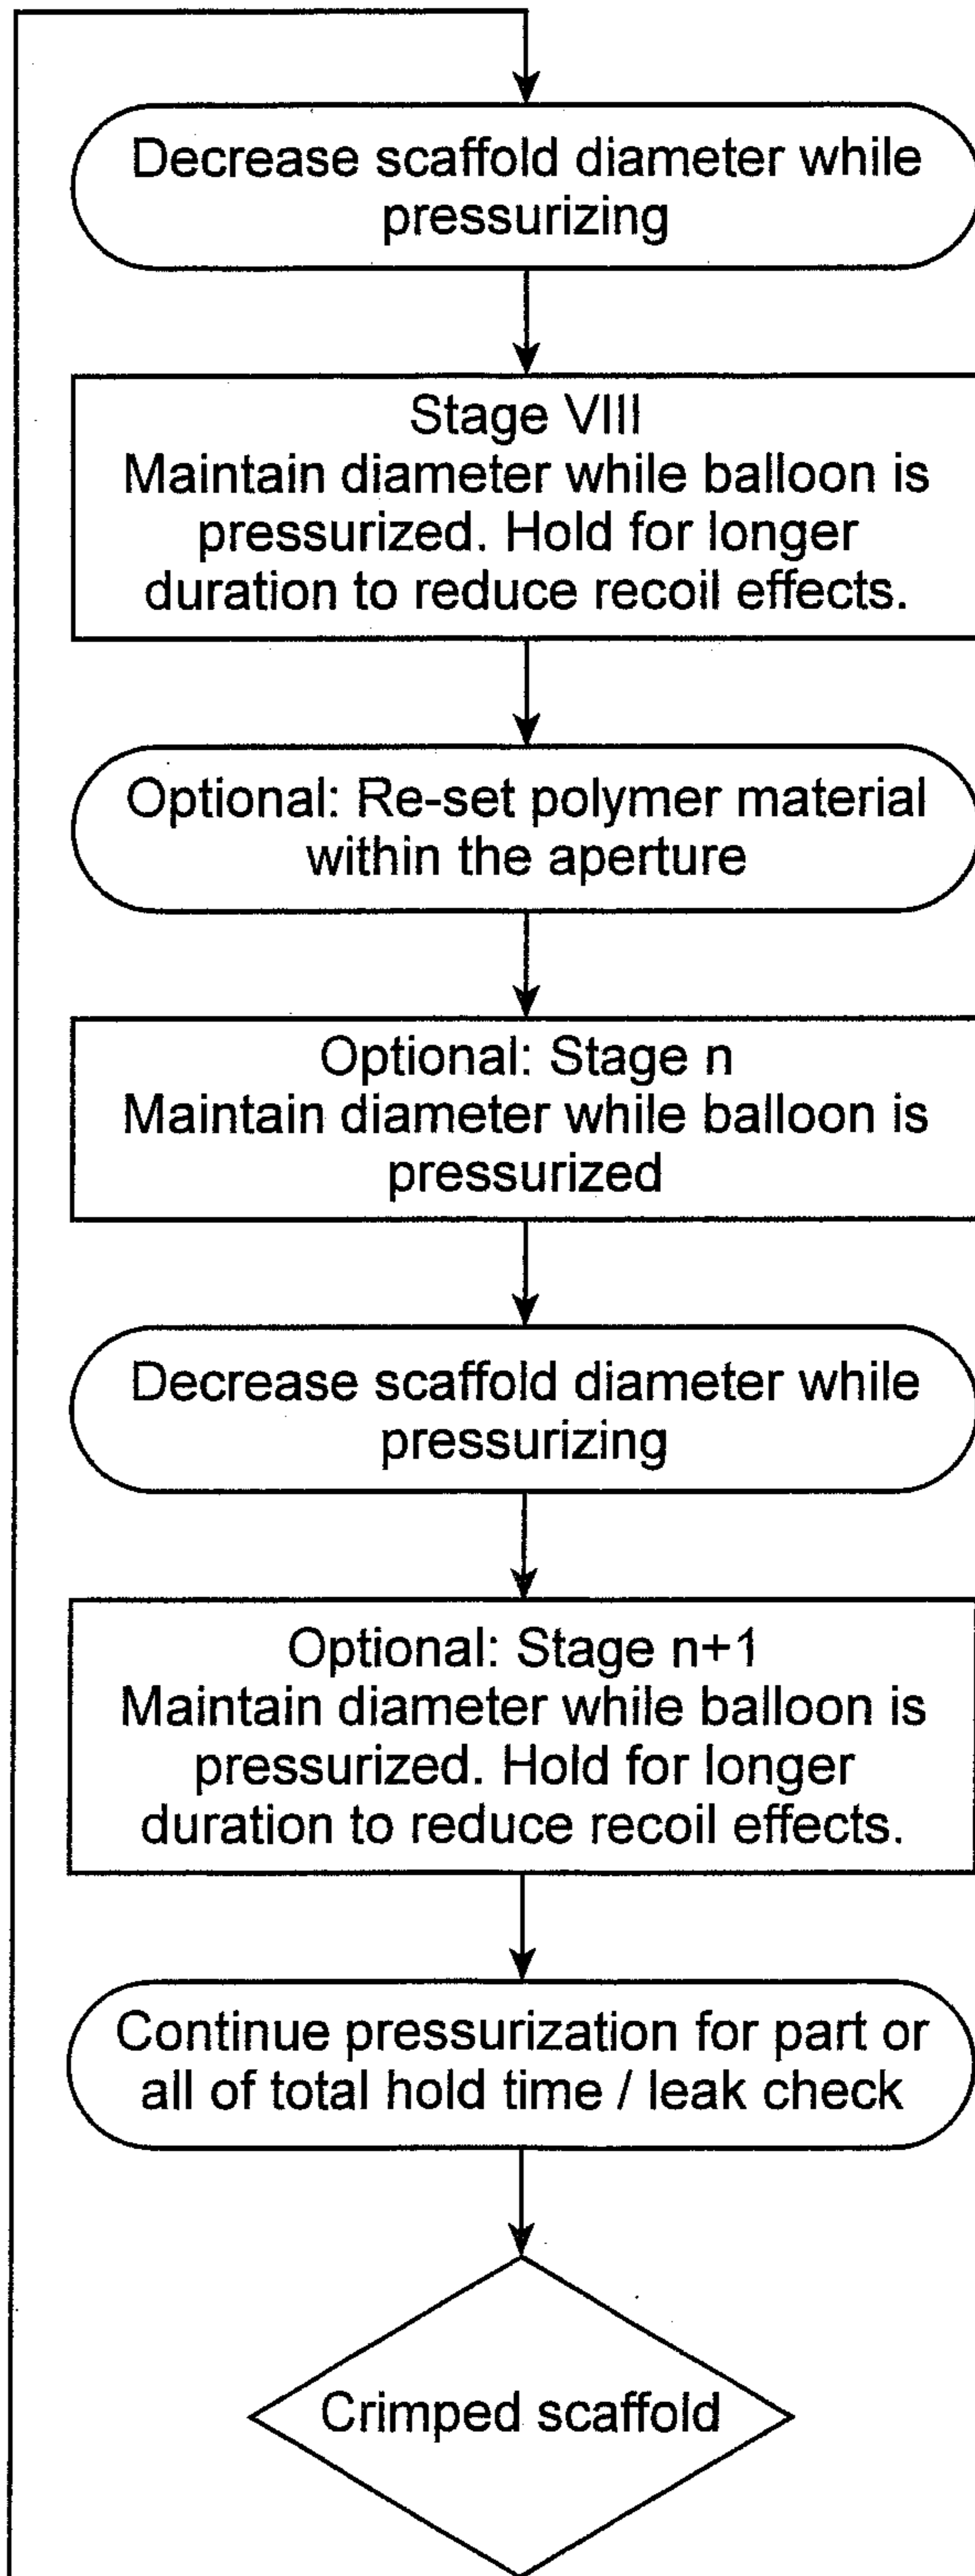 Decrease scaffold diameter while
pressurizing
Stage VIII
Maintain diameter while balloon is
pressurized. Hold for longer
duration to reduce recoil effects.
Optional: Re-set polymer material
within the aperture
Optional: Stage n
Maintain diameter while balloon is
pressurized
Decrease scaffold diameter while
pressurizing
Optional: Stage n+1
Maintain diameter while balloon is
pressurized. Hold for longer
duration to reduce recoil effects.
Continue pressurization for part or
all of total hold time / leak check
Crimped scaffold